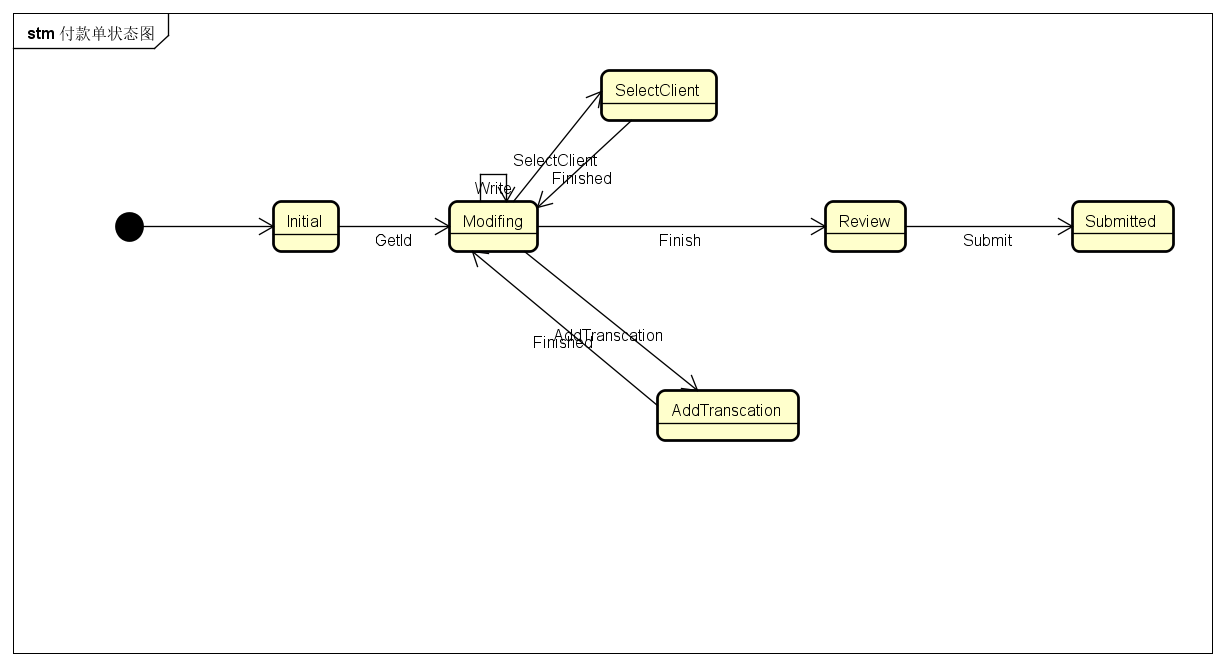 stm 付款单状态图
SelectClient
SelectClient
Finished
Write
Initial
GetId
Modifing
Finish
Review
Submit
Submitted
AddTranscation
Finished
AddTranscation